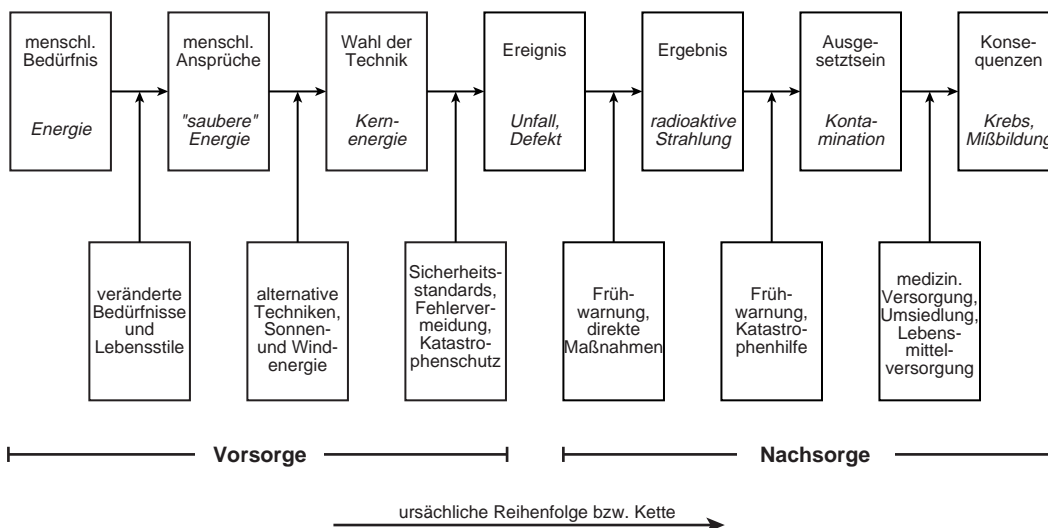 menschl.
Bedürfnis
Energie
menschl.
Ansprüche
"saubere"
Energie
Wahl der
Technik
Kern-
energie
Ereignis
Unfall,
Defekt
Ergebnis
radioaktive
Strahlung
Ausge-
setztsein
Konta-
mination
Konse-
quenzen
Krebs,
Mißbildung
veränderte
Bedürfnisse
und
Lebensstile
alternative
Techniken,
Sonnen-
und Wind-
energie
Sicherheits-
standards,
Fehlerver-
meidung,
Katastro-
phenschutz
Früh-
warnung,
direkte
Maßnahmen
Früh-
warnung,
Katastro-
phenhilfe
medizin.
Versorgung,
Umsiedlung,
Lebens-
mittel-
versorgung
Vorsorge
Nachsorge
ursächliche Reihenfolge bzw. Kette